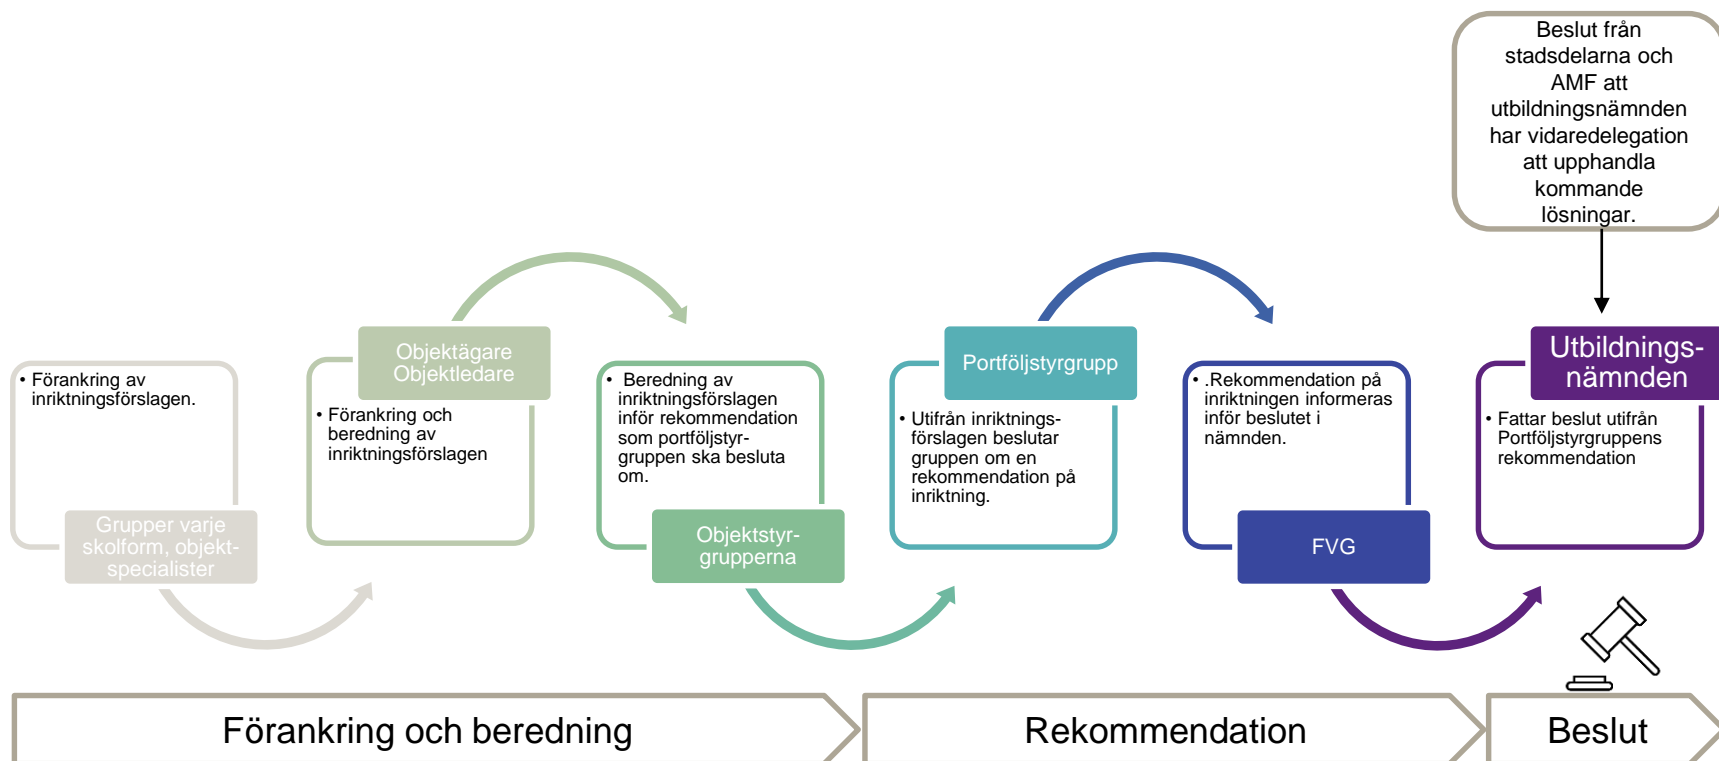 Beslut från
stadsdelarna och
AMF att
utbildningsnämnden
har vidaredelegation
att upphandla
kommande
lösningar.
• Förankring av
inriktningsförslagen.
Grupper varje
skolform, objekt-
specialister
Objektägare
Objektledare
• Förankring och
beredning av
inriktningsförslagen
• Beredning av
inriktningsförslagen
inför rekommendation
som portföljstyr-
gruppen ska besluta
om.
Objektstyr-
grupperna
Portföljstyrgrupp
• Utifrån inriktnings-
förslagen beslutar
gruppen om en
rekommendation på
inriktning.
• .Rekommendation på
inriktningen informeras
inför beslutet i
nämnden.
FVG
Utbildnings-
nämnden
• Fattar beslut utifrån
Portföljstyrgruppens
rekommendation
Förankring och beredning
Rekommendation
Beslut